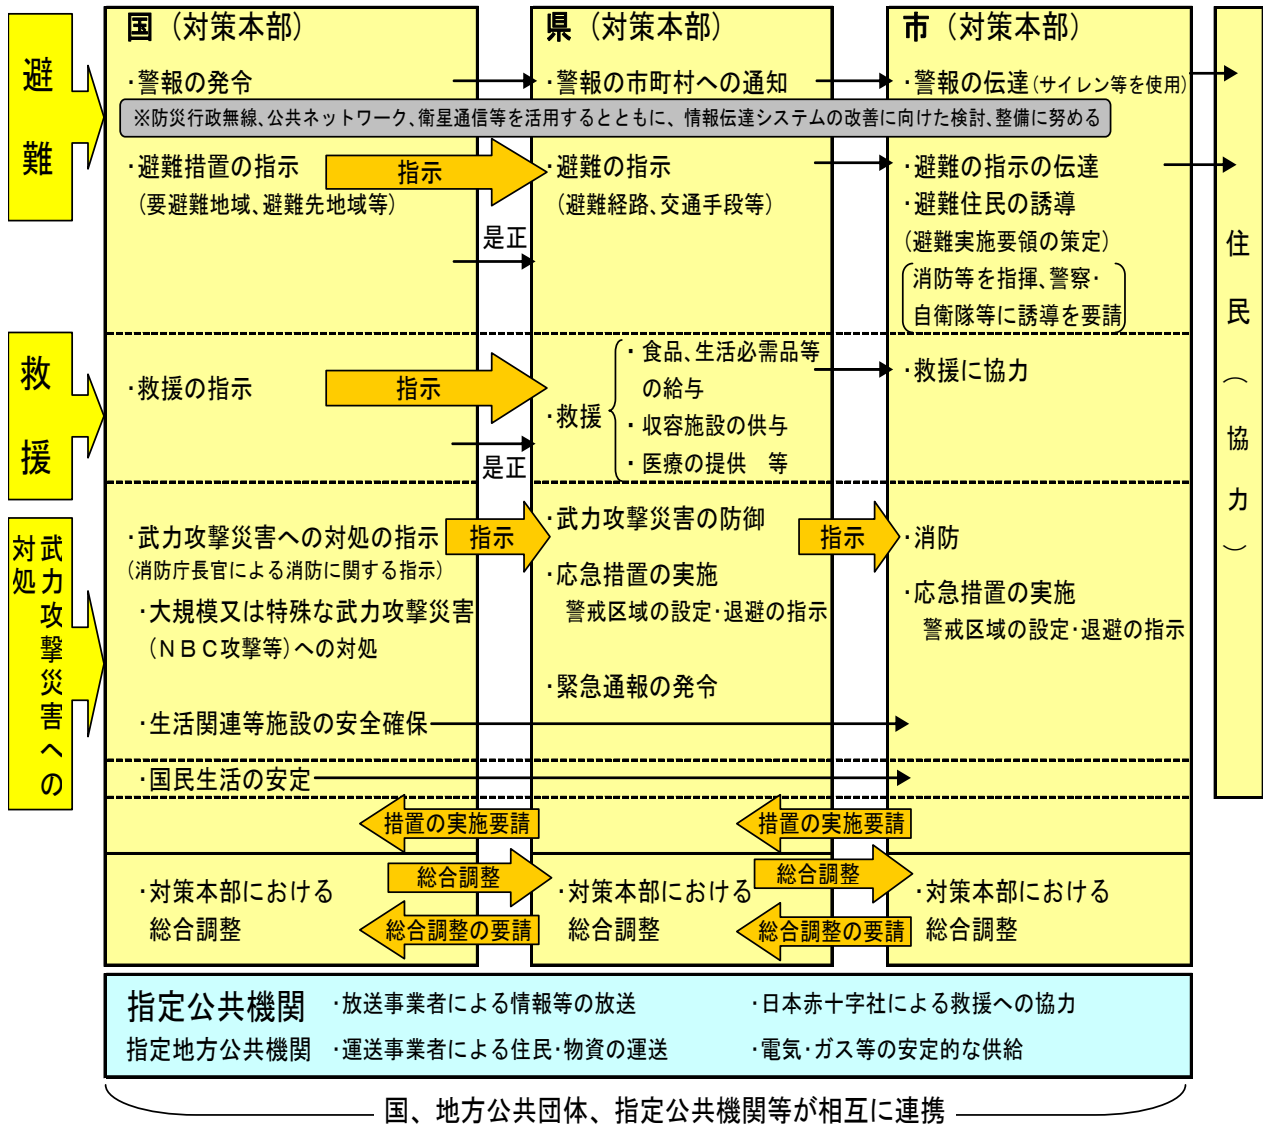 避難
国（対策本部）
県（対策本部）
市（対策本部）
・警報の発令
・警報の市町村への通知
・警報の伝達(サイレン等を使用)
※防災行政無線、公共ネットワーク、衛星通信等を活用するとともに、情報伝達システムの改善に向けた検討、整備に努める
・避難措置の指示
(要避難地域、避難先地域等)
指示
・避難の指示
(避難経路、交通手段等)
是正
・避難の指示の伝達
・避難住民の誘導
(避難実施要領の策定)
消防等を指揮、警察・
自衛隊等に誘導を要請
住民（協力）
救援
・救援の指示
指示
是正
・救援
・食品、生活必需品等
の給与
・収容施設の供与
・医療の提供　等
・救援に協力
武力攻撃災害への
対処
・武力攻撃災害への対処の指示
(消防庁長官による消防に関する指示)
・大規模又は特殊な武力攻撃災害
(ＮＢＣ攻撃等)への対処
・生活関連等施設の安全確保
指示
・武力攻撃災害の防御
・応急措置の実施
警戒区域の設定・退避の指示
・緊急通報の発令
指示
・消防
・応急措置の実施
警戒区域の設定・退避の指示
・国民生活の安定
措置の実施要請
措置の実施要請
・対策本部における
総合調整
総合調整
総合調整の要請
・対策本部における
総合調整
総合調整
総合調整の要請
・対策本部における
総合調整
指定公共機関
・放送事業者による情報等の放送
・日本赤十字社による救援への協力
指定地方公共機関
・運送事業者による住民・物資の運送
・電気・ガス等の安定的な供給
国、地方公共団体、指定公共機関等が相互に連携